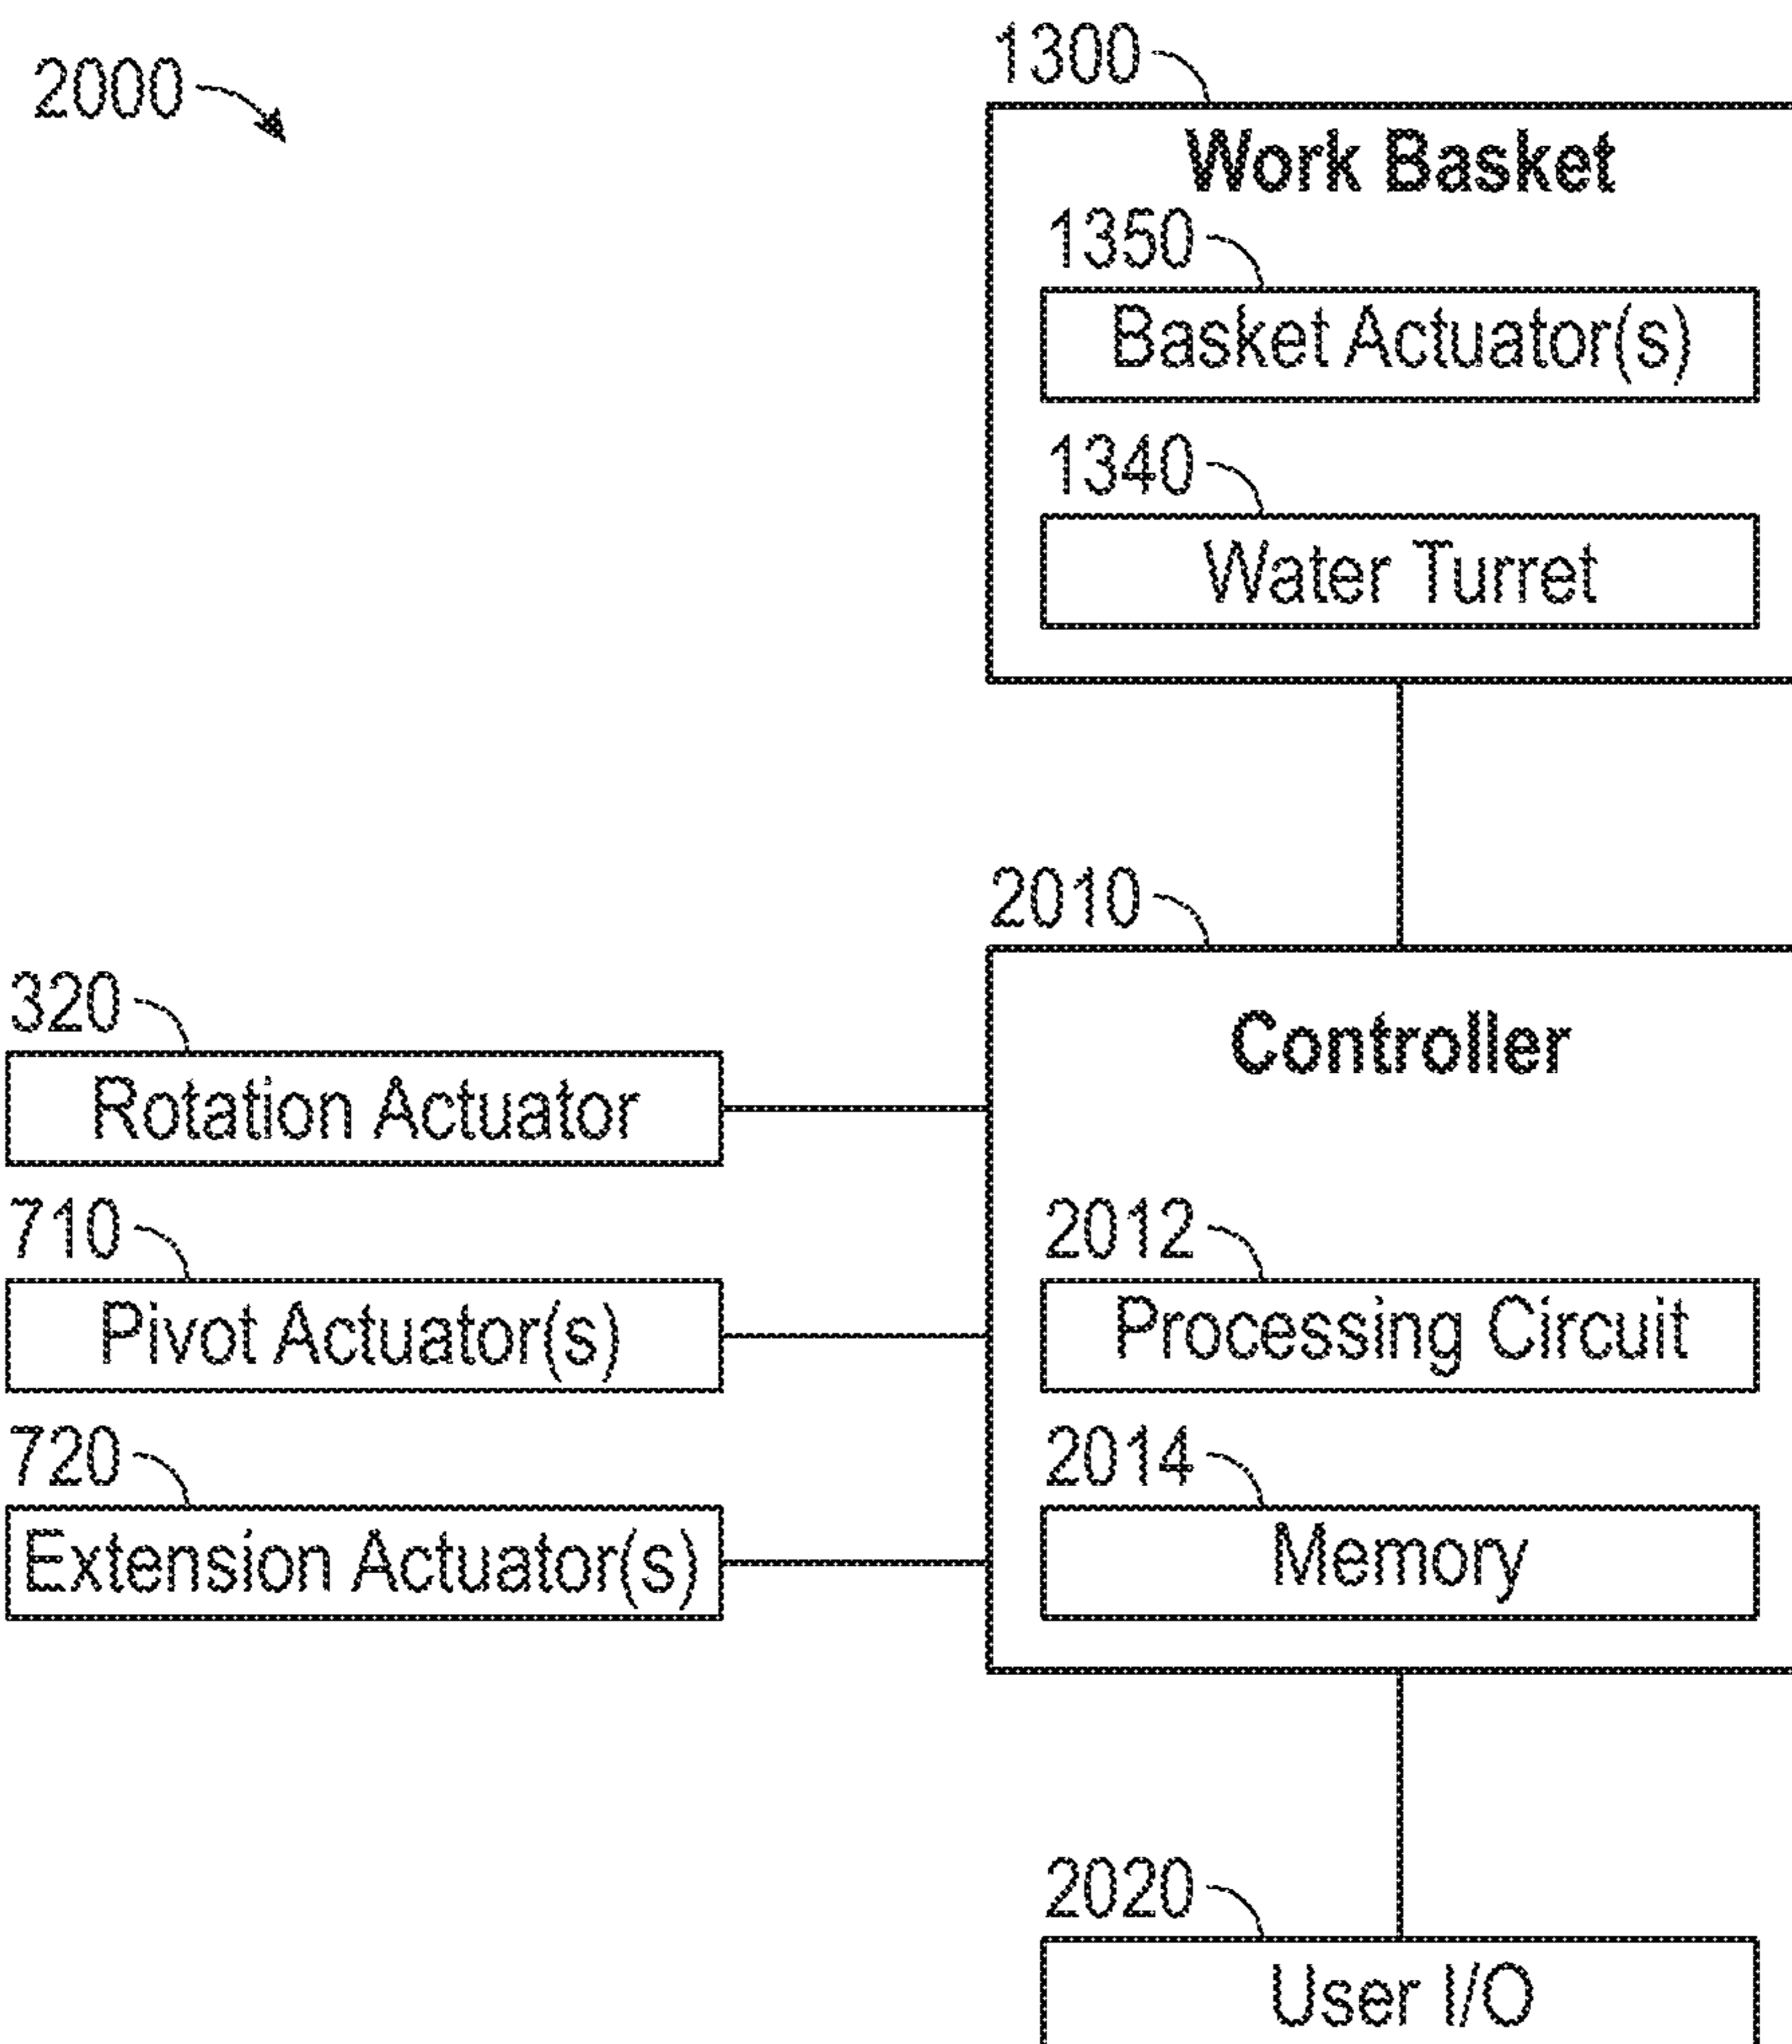 2000
1300
Work Basket
1350
Basket Actuator(s)
1340
Water Turret
2010
Controller
320
Rotation Actuator
710
Pivot Actuator(s)
720
Extension Actuator(s)
2012
Processing Circuit
2014
Memory
2020
User I/O